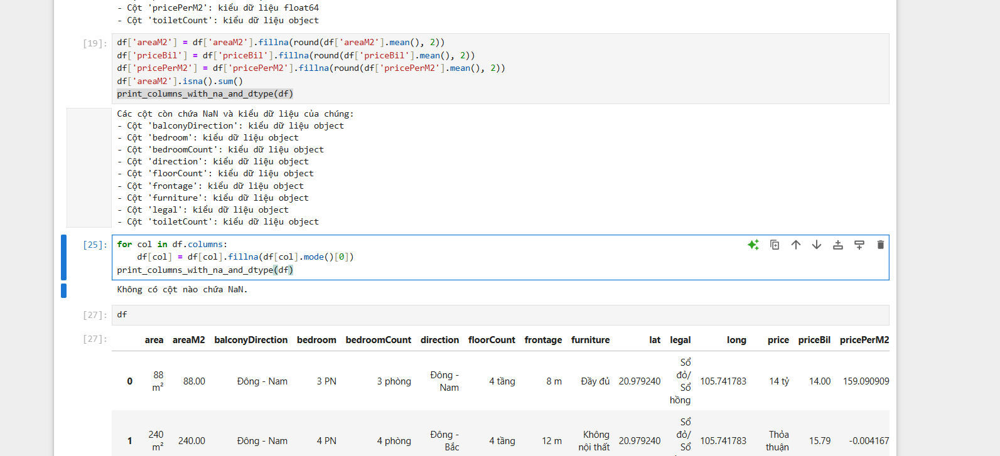 - Cột 'pricePerM2': kiểu dữ liệu float64
- Cột 'toiletCount': kiểu dữ liệu object
[19]:
df['areaM2'] = df['areaM2'].fillna(round(df['areaM2'].mean(), 2))
df['priceBil'] = df['priceBil'].fillna(round(df['priceBil'].mean(), 2))
df['pricePerM2'] = df['pricePerM2'].fillna(round(df['pricePerM2'].mean(), 2))
df['areaM2'].isna().sum()
print_columns_with_na_and_dtype(df)
Các cột còn chứa NaN và kiểu dữ liệu của chúng:
- Cột 'balconyDirection': kiểu dữ liệu object
- Cột 'bedroom': kiểu dữ liệu object
- Cột 'bedroomCount': kiểu dữ liệu object
- Cột 'direction': kiểu dữ liệu object
- Cột 'floorCount': kiểu dữ liệu object
- Cột 'frontage': kiểu dữ liệu object
- Cột 'furniture': kiểu dữ liệu object
- Cột 'legal': kiểu dữ liệu object
- Cột 'toiletCount': kiểu dữ liệu object
[25]:
for col in df.columns:
    df[col] = df[col].fillna(df[col].mode()[0])
print_columns_with_na_and_dtype(df)
Không có cột nào chứa NaN.
[27]:
df
[27]:
area areaM2 balconyDirection bedroom bedroomCount direction floorCount frontage furniture lat legal long price priceBil pricePerM2
0 88 m² 88.00 Đông - Nam 3 PN 3 phòng Đông - Nam 4 tầng 8 m Đầy đủ 20.979240 Sổ đỏ/ Sổ hồng 105.741783 14 tỷ 14.00 159.090909
1 240 m² 240.00 Đông - Nam 4 PN 4 phòng Đông - Bắc 4 tầng 12 m Không nội thất 20.979240 Sổ đỏ/ Sổ 105.741783 Thỏa thuận 15.79 -0.004167